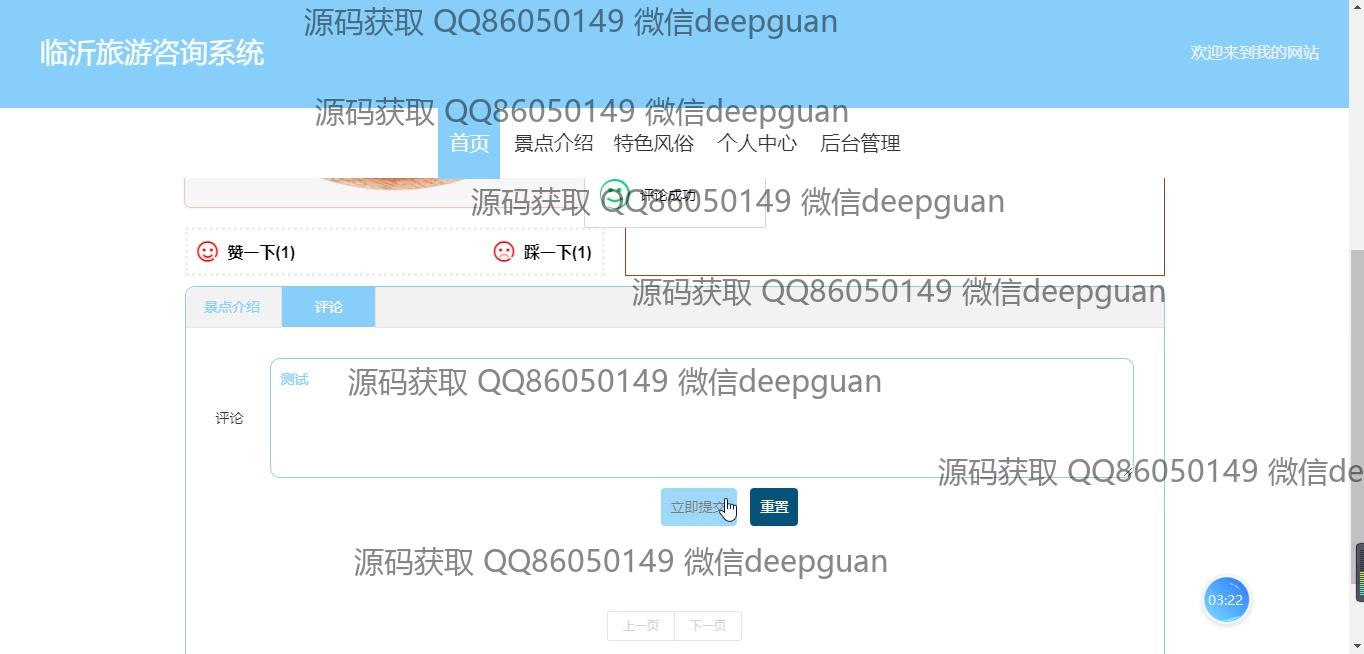 源码获取 QQ86050149 微信deepguan
临沂旅游咨询系统
欢迎来到我的网站
源码获取 QQ86050149 微信deepguan
首页 景点介绍 特色风俗 个人中心 后台管理
评论成功
源码获取 QQ86050149 微信deepguan
赞一下(1) 踩一下(1)
源码获取 QQ86050149 微信deepguan
景点介绍 评论
测试
源码获取 QQ86050149 微信deepguan
评论
源码获取 QQ86050149 微信de
立即提交 重置
源码获取 QQ86050149 微信deepguan
03:22
上一页 下一页